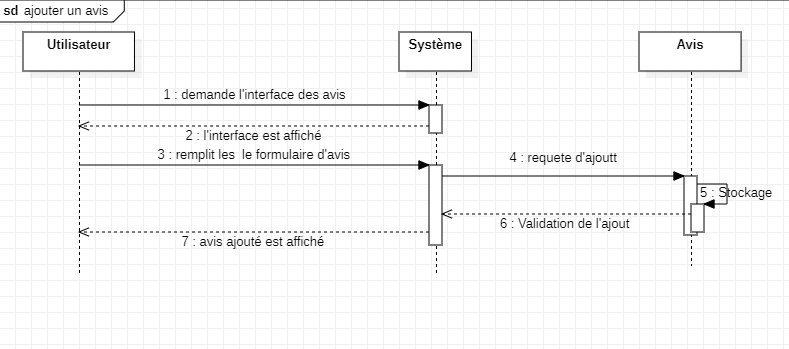 sd ajouter un avis
Utilisateur
Système
Avis
1 : demande l'interface des avis
2 : l'interface est affiché
3 : remplit les  le formulaire d'avis
4 : requete d'ajoutt
5 : Stockage
6 : Validation de l'ajout
7 : avis ajouté est affiché